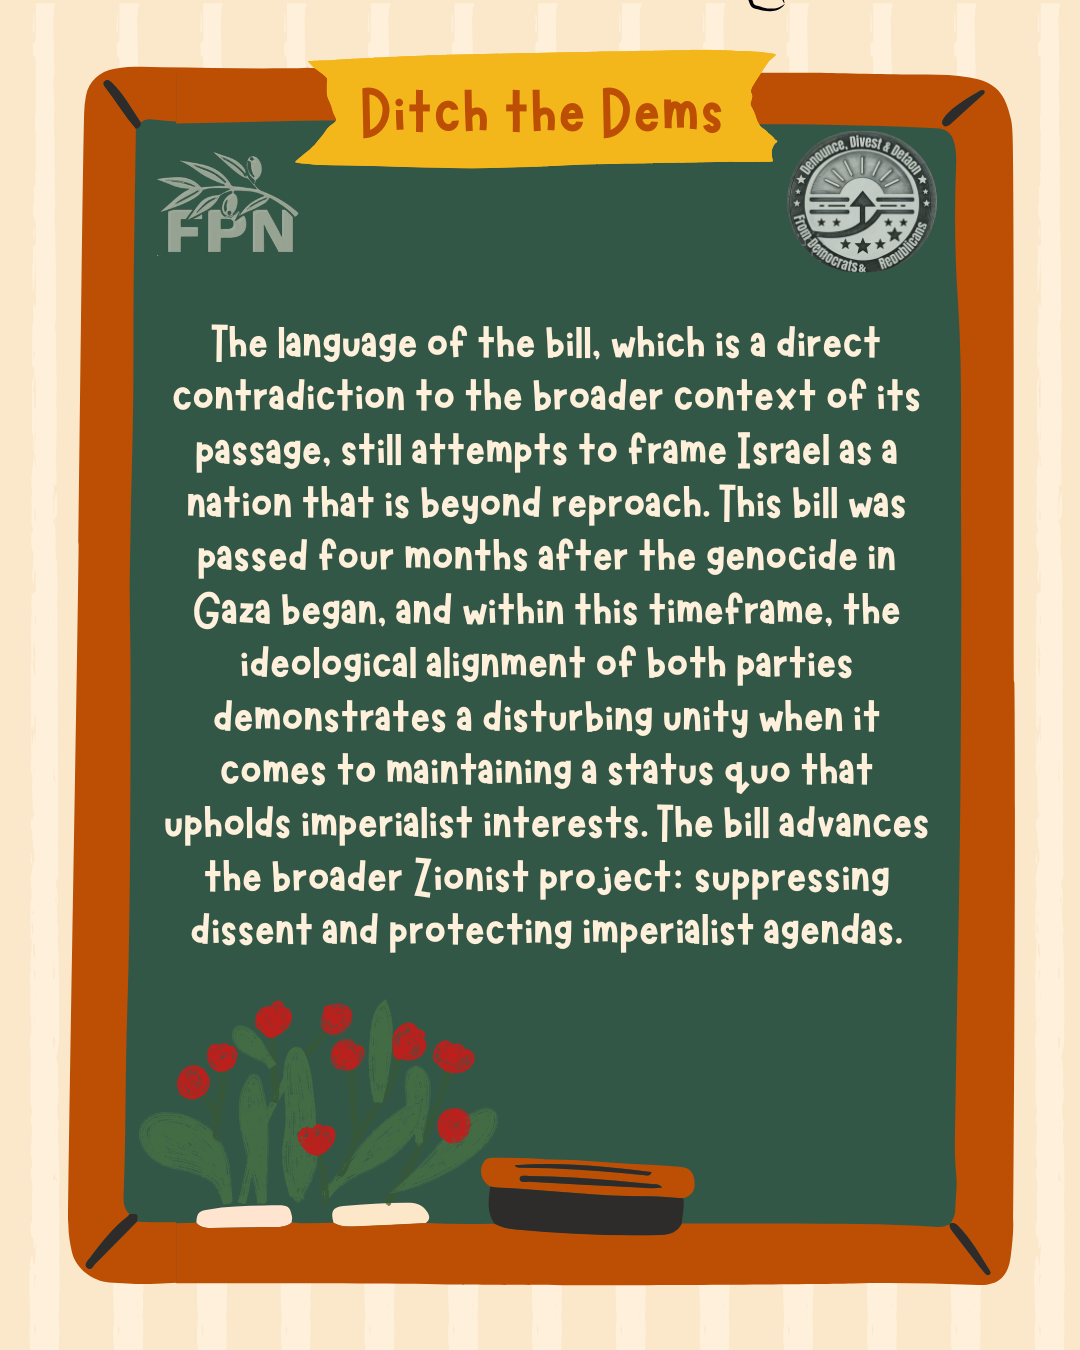 Ditch the Dems
FPN
Denounce, Divest & Detach
From Democrats & Republicans
The language of the bill, which is a direct
contradiction to the broader context of its
passage, still attempts to frame Israel as a
nation that is beyond reproach. This bill was
passed four months after the genocide in
Gaza began, and within this timeframe, the
ideological alignment of both parties
demonstrates a disturbing unity when it
comes to maintaining a status quo that
upholds imperialist interests. The bill advances
the broader Zionist project: suppressing
dissent and protecting imperialist agendas.